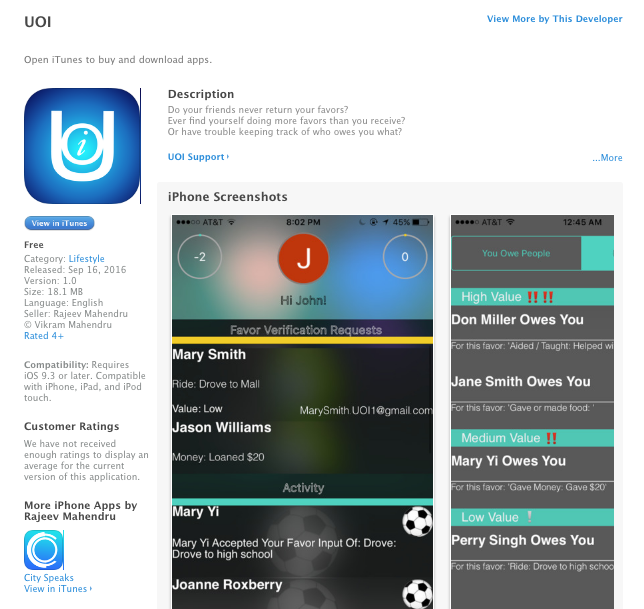 UOI
View More by This Developer
Open iTunes to buy and download apps.
Description
Do your friends never return your favors?
Ever find yourself doing more favors than you receive?
Or have trouble keeping track of who owes you what?
UOI Support
...More
U
i
View in iTunes
Free
Category: Lifestyle
Released: Sep 16, 2016
Version: 1.0
Size: 18.1 MB
Language: English
Seller: Rajeev Mahendru
© Vikram Mahendru
Rated 4+
Compatibility: Requires
iOS 9.3 or later. Compatible
with iPhone, iPad, and iPod
touch.
Customer Ratings
We have not received
enough ratings to display an
average for the current
version of this application.
More iPhone Apps by
Rajeev Mahendru
City Speaks
View in iTunes
iPhone Screenshots
AT&T
8:02 PM
45%
-2
J
0
Hi John!
Favor Verification Requests
Mary Smith
Ride: Drove to Mall
Value: Low
MarySmith.UOI1@gmail.com
Jason Williams
Money: Loaned $20
Activity
Mary Yi
Mary Yi Accepted Your Favor Input Of: Drove:
Drove to high school
Joanne Roxberry
AT&T
12:45 AM
You Owe People
High Value ‼️‼️
Don Miller Owes You
For this favor: 'Aided / Taught: Helped wi
Jane Smith Owes You
For this favor: 'Gave or made food: '
Medium Value ‼️
Mary Yi Owes You
For this favor: 'Gave Money: Gave $20'
Low Value ❕
Perry Singh Owes You
For this favor: 'Ride: Drove to high schoo